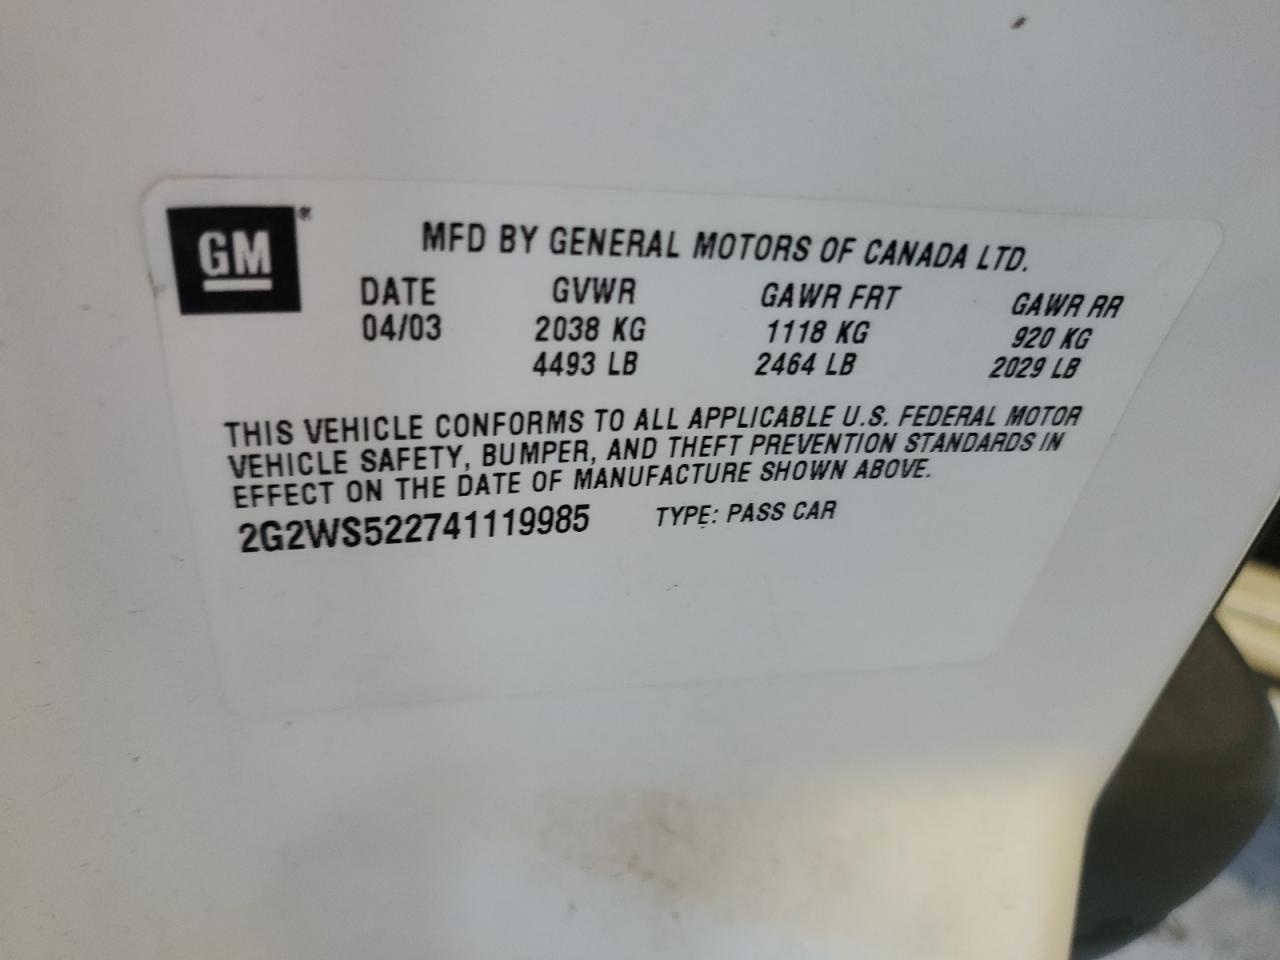 GM®
MFD BY GENERAL MOTORS OF CANADA LTD.
DATE GVWR GAWR FRT GAWR RR
04/03 2038 KG 1118 KG 920 KG
4493 LB 2464 LB 2029 LB
THIS VEHICLE CONFORMS TO ALL APPLICABLE U.S. FEDERAL MOTOR
VEHICLE SAFETY, BUMPER, AND THEFT PREVENTION STANDARDS IN
EFFECT ON THE DATE OF MANUFACTURE SHOWN ABOVE.
2G2WS522741119985 TYPE: PASS CAR